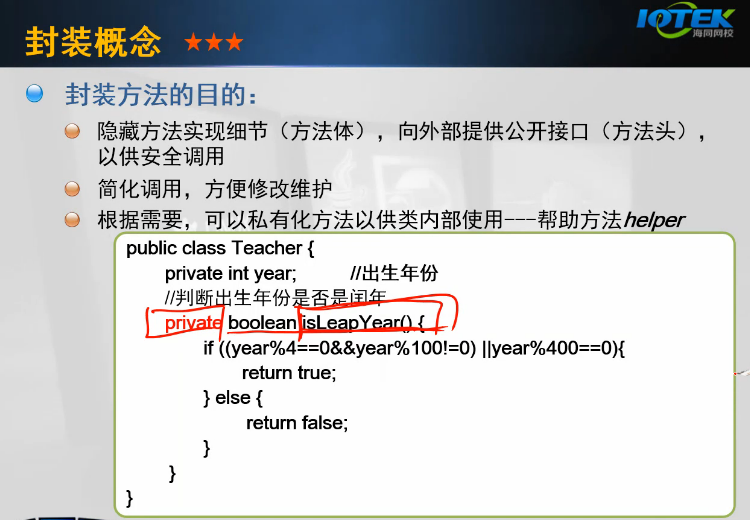 封装概念 ★★★
IOTEK
海同网校
封装方法的目的：
隐藏方法实现细节（方法体），向外部提供公开接口（方法头），
以供安全调用
简化调用，方便修改维护
根据需要，可以私有化方法以供类内部使用---帮助方法helper
public class Teacher {
private int year; //出生年份
//判断出生年份是否是闰年
private boolean isLeapYear() {
if ((year%4==0&&year%100!=0) ||year%400==0){
return true;
} else {
return false;
}
}
}